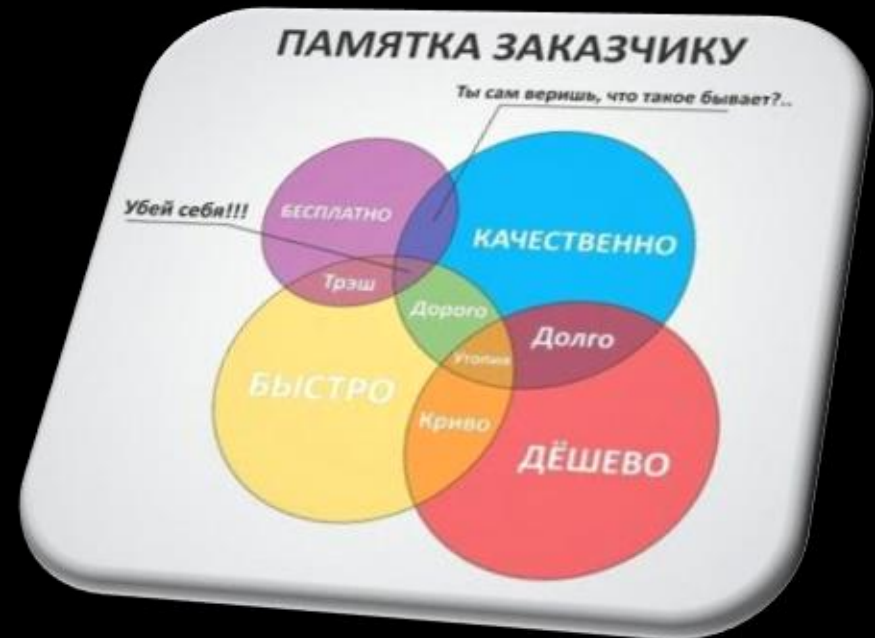 ПАМЯТКА ЗАКАЗЧИКУ
Ты сам веришь, что такое бывает?..
Убей себя!!!
БЕСПЛАТНО
КАЧЕСТВЕННО
Трэш
Дорого
Долго
Утопия
БЫСТРО
Криво
ДЁШЕВО